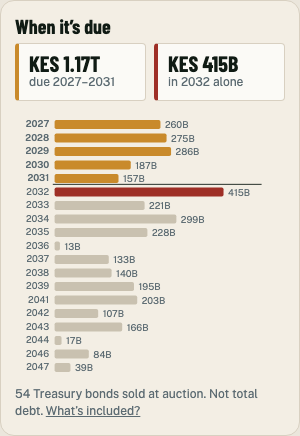 When it's due
KES 1.17T
due 2027–2031
KES 415B
in 2032 alone
2027 260B
2028 275B
2029 286B
2030 187B
2031 157B
2032 415B
2033 221B
2034 299B
2035 228B
2036 13B
2037 133B
2038 140B
2039 195B
2041 203B
2042 107B
2043 166B
2044 17B
2046 84B
2047 39B
54 Treasury bonds sold at auction. Not total
debt. What's included?